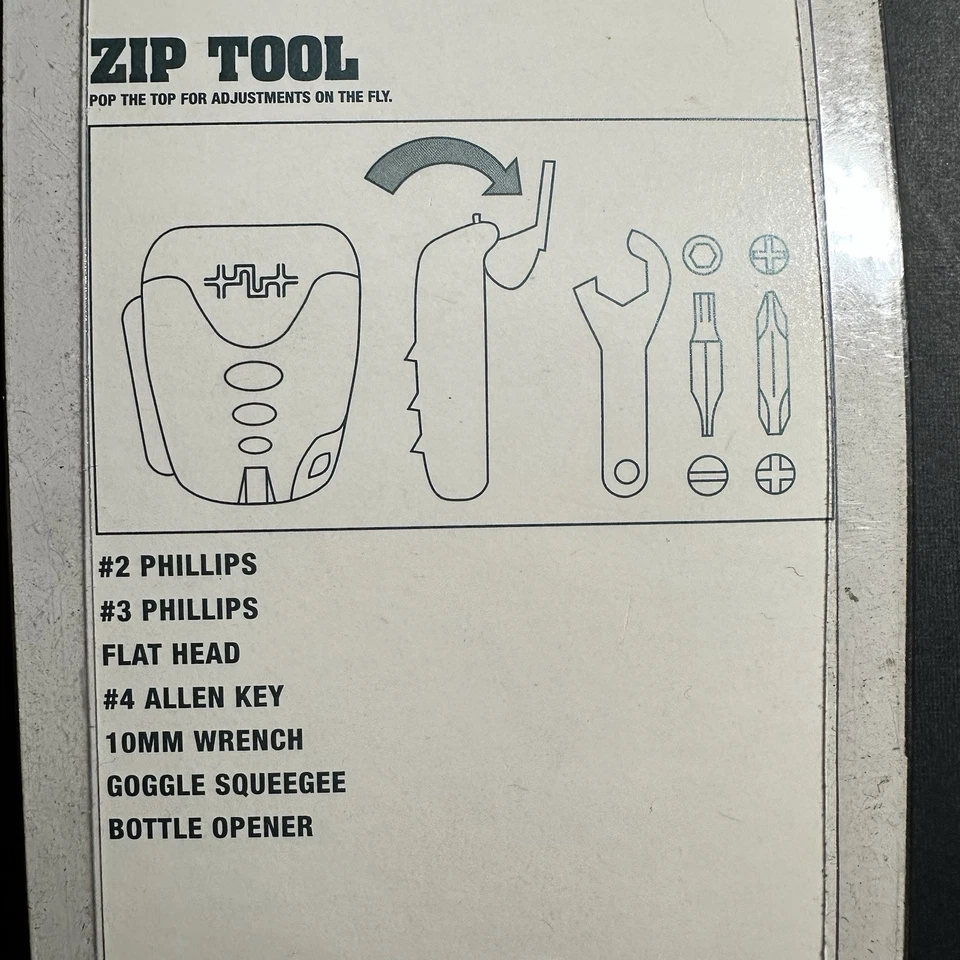 ZIP TOOL
POP THE TOP FOR ADJUSTMENTS ON THE FLY.
#2 PHILLIPS
#3 PHILLIPS
FLAT HEAD
#4 ALLEN KEY
10MM WRENCH
GOGGLE SQUEEGEE
BOTTLE OPENER